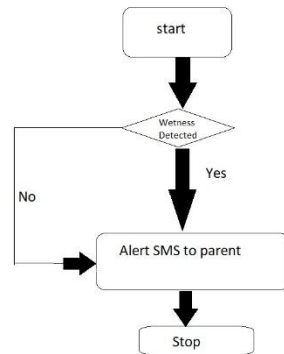 start
Wetness
Detected
Yes
No
Alert SMS to parent
Stop